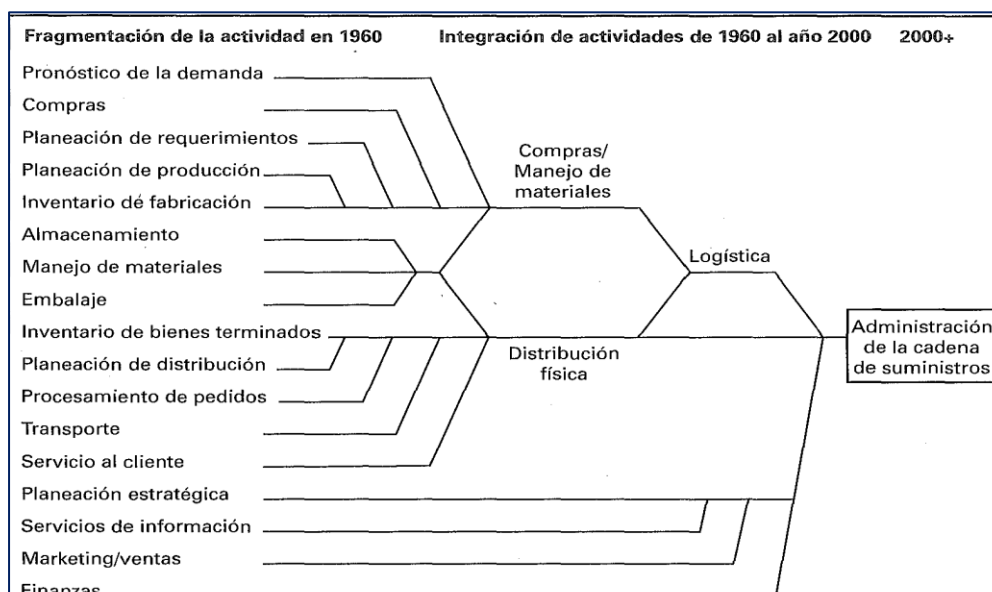 Fragmentación de la actividad en 1960
Integración de actividades de 1960 al año 2000
2000+
Pronóstico de la demanda
Compras
Planeación de requerimientos
Planeación de producción
Inventario dé fabricación
Almacenamiento
Manejo de materiales
Embalaje
Inventario de bienes terminados
Planeación de distribución
Procesamiento de pedidos
Transporte
Servicio al cliente
Planeación estratégica
Servicios de información
Marketing/ventas
Finanzas
Compras/
Manejo de
materiales
Distribución
física
Logística
Administración
de la cadena
de suministros